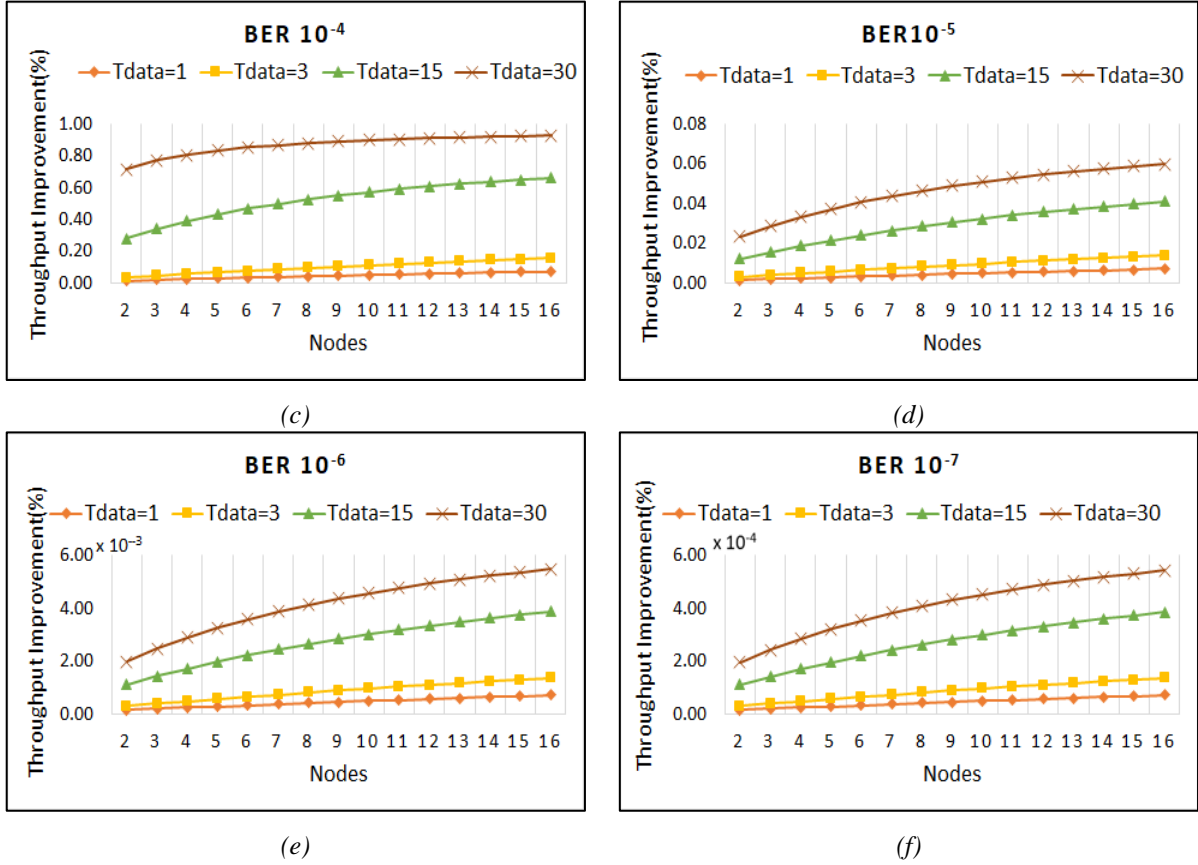 BER 10-4
Tdata=1 Tdata=3 Tdata=15 Tdata=30
Throughput Improvement(%)
1.00
0.80
0.60
0.40
0.20
0.00
2 3 4 5 6 7 8 9 10 11 12 13 14 15 16
Nodes
(c)
BER10-5
Tdata=1 Tdata=3 Tdata=15 Tdata=30
Throughput Improvement(%)
0.08
0.06
0.04
0.02
0.00
2 3 4 5 6 7 8 9 10 11 12 13 14 15 16
Nodes
(d)
BER 10-6
Tdata=1 Tdata=3 Tdata=15 Tdata=30
Throughput Improvement(%)
6.00 x 10-3
4.00
2.00
0.00
2 3 4 5 6 7 8 9 10 11 12 13 14 15 16
Nodes
(e)
BER 10-7
Tdata=1 Tdata=3 Tdata=15 Tdata=30
Throughput Improvement(%)
6.00 x 10-4
4.00
2.00
0.00
2 3 4 5 6 7 8 9 10 11 12 13 14 15 16
Nodes
(f)